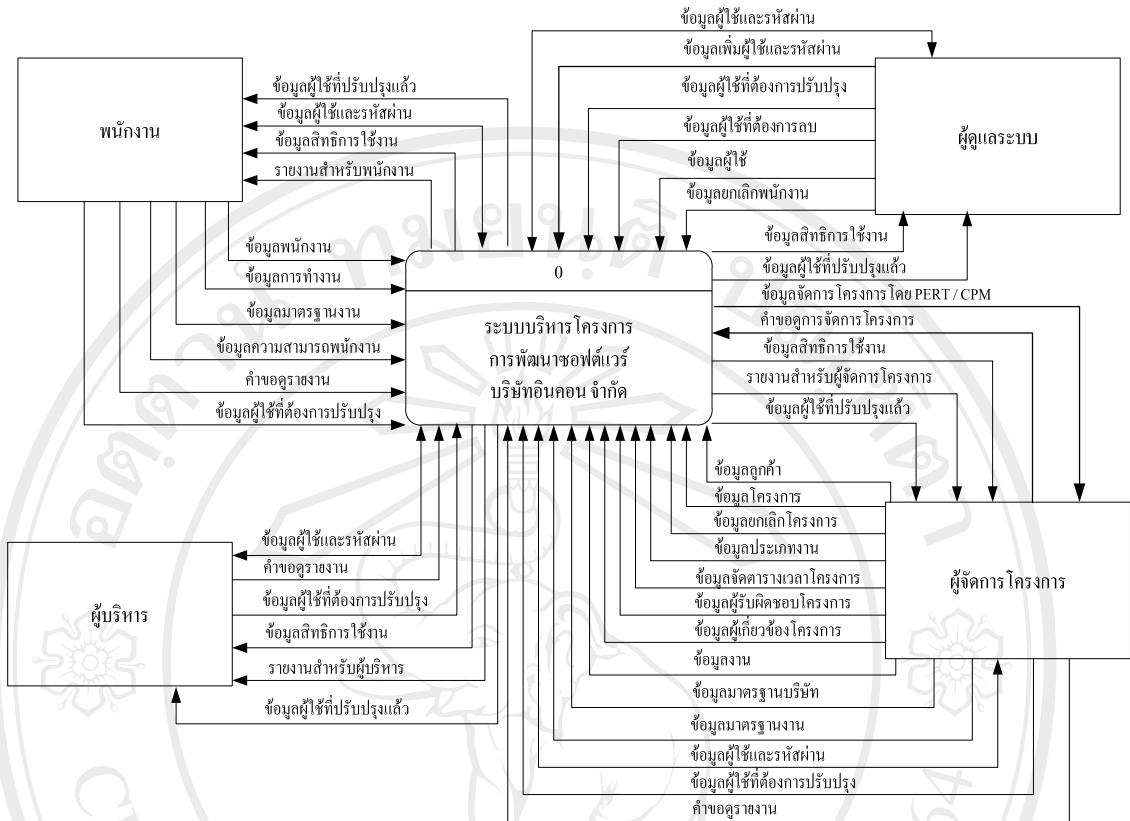 ข้อมูลผู้ใช้และรหัสผ่าน
ข้อมูลเพิ่มผู้ใช้และรหัสผ่าน
ข้อมูลผู้ใช้ที่ต้องการปรับปรุง
ข้อมูลผู้ใช้ที่ต้องการลบ
ข้อมูลผู้ใช้
ข้อมูลยกเลิกพนักงาน
ผู้ดูแลระบบ
ข้อมูลสิทธิการใช้งาน
ข้อมูลผู้ใช้ที่ปรับปรุงแล้ว
พนักงาน
ข้อมูลผู้ใช้ที่ปรับปรุงแล้ว
ข้อมูลผู้ใช้และรหัสผ่าน
ข้อมูลสิทธิการใช้งาน
รายงานสำหรับพนักงาน
ข้อมูลพนักงาน
ข้อมูลการทำงาน
ข้อมูลมาตรฐานงาน
ข้อมูลความสามารถพนักงาน
คำขอดูรายงาน
ข้อมูลผู้ใช้ที่ต้องการปรับปรุง
0
ระบบบริหารโครงการ
การพัฒนาซอฟต์แวร์
บริษัทอินคอน จำกัด
ข้อมูลจัดการโครงการโดย PERT / CPM
คำขอดูการจัดการโครงการ
ข้อมูลสิทธิการใช้งาน
รายงานสำหรับผู้จัดการโครงการ
ข้อมูลผู้ใช้ที่ปรับปรุงแล้ว
ผู้บริหาร
ข้อมูลผู้ใช้และรหัสผ่าน
คำขอดูรายงาน
ข้อมูลผู้ใช้ที่ต้องการปรับปรุง
ข้อมูลสิทธิการใช้งาน
รายงานสำหรับผู้บริหาร
ข้อมูลผู้ใช้ที่ปรับปรุงแล้ว
ผู้จัดการโครงการ
ข้อมูลลูกค้า
ข้อมูลโครงการ
ข้อมูลยกเลิกโครงการ
ข้อมูลประเภทงาน
ข้อมูลจัดตารางเวลาโครงการ
ข้อมูลผู้รับผิดชอบโครงการ
ข้อมูลผู้เกี่ยวข้องโครงการ
ข้อมูลงาน
ข้อมูลมาตรฐานบริษัท
ข้อมูลมาตรฐานงาน
ข้อมูลผู้ใช้และรหัสผ่าน
ข้อมูลผู้ใช้ที่ต้องการปรับปรุง
คำขอดูรายงาน